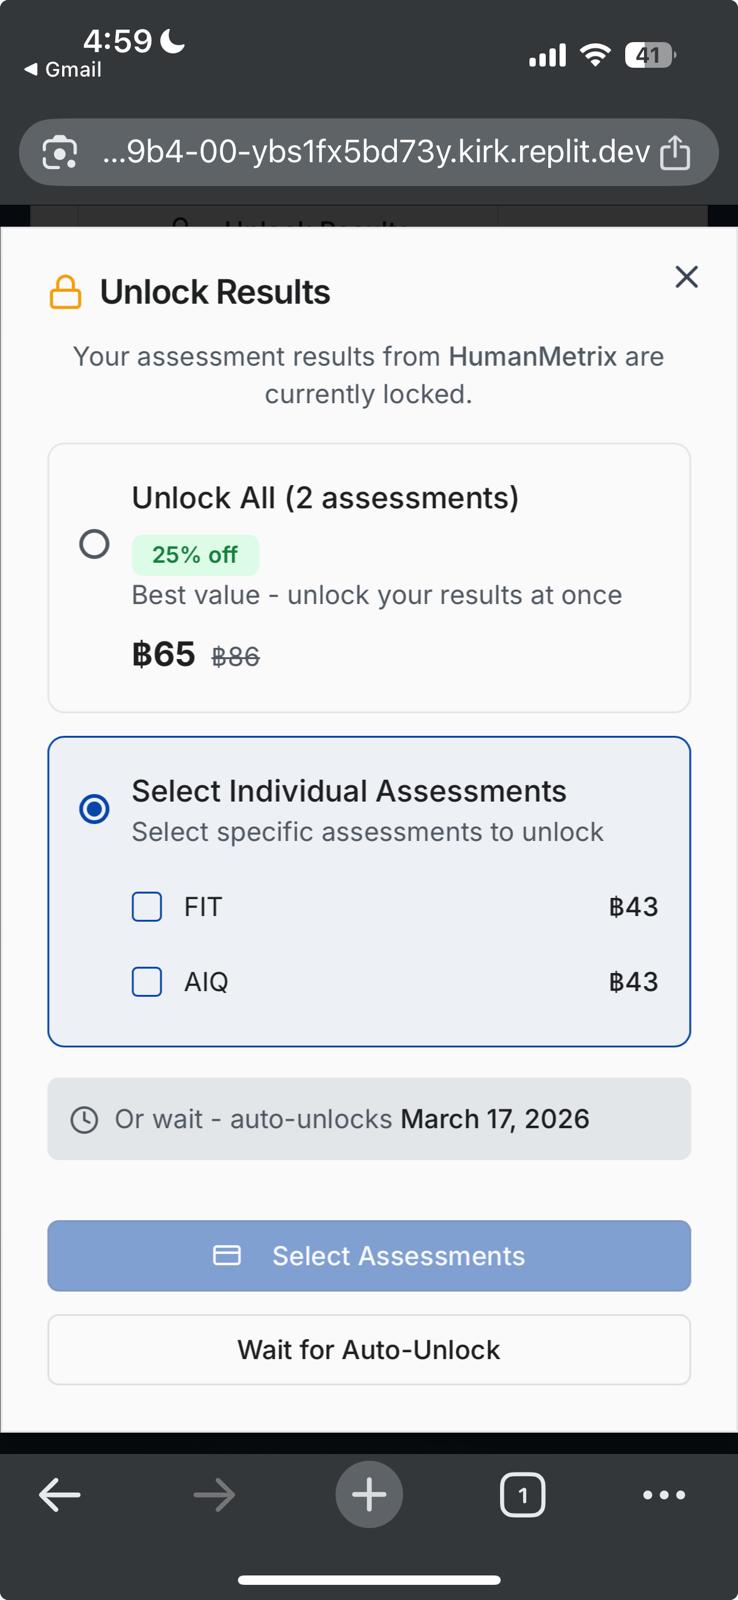 4:59
41
Gmail
...9b4-00-ybs1fx5bd73y.kirk.replit.dev
Unlock Results
Unlock Results
Your assessment results from HumanMetrix are
currently locked.
Unlock All (2 assessments)
25% off
Best value - unlock your results at once
฿65 ฿86
Select Individual Assessments
Select specific assessments to unlock
FIT ฿43
AIQ ฿43
Or wait - auto-unlocks March 17, 2026
Select Assessments
Wait for Auto-Unlock
1